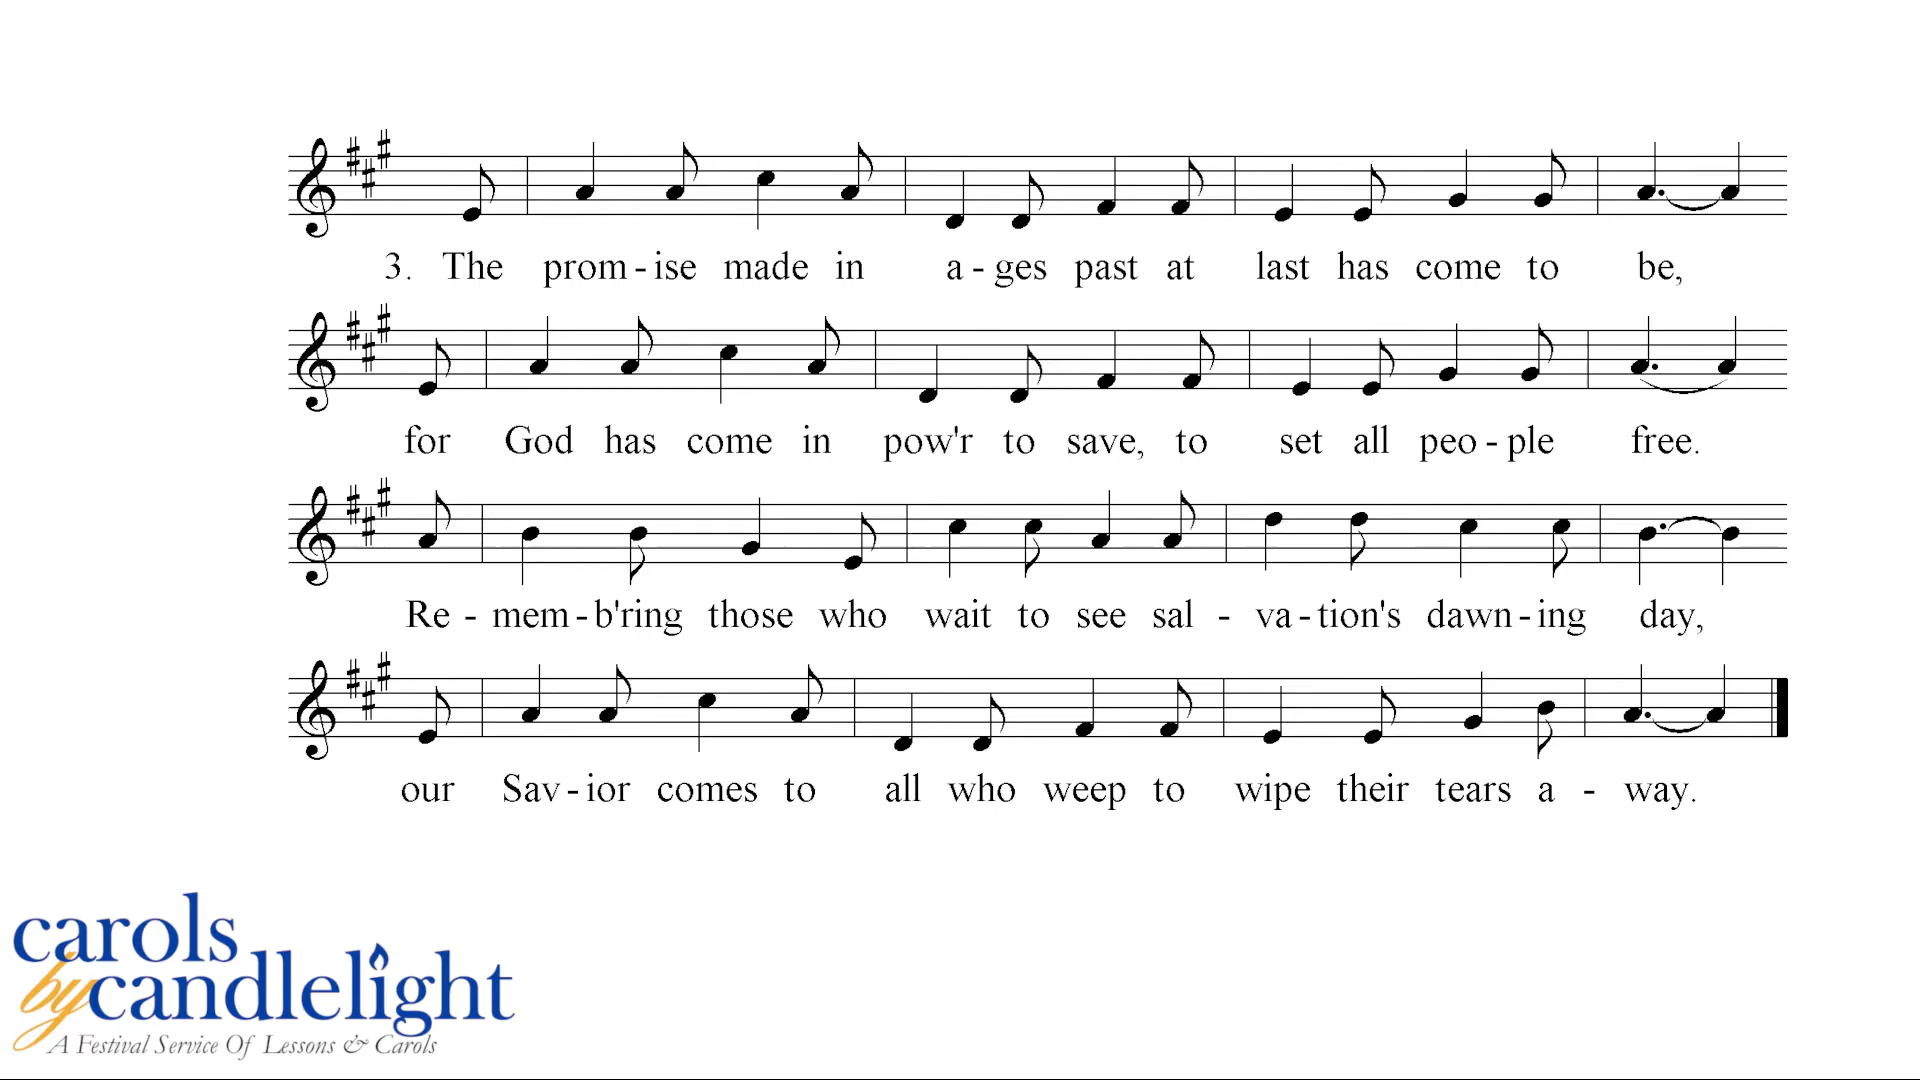 3. The prom - ise made in a - ges past at last has come to be,
for God has come in pow'r to save, to set all peo - ple free.
Re - mem - b'ring those who wait to see sal - va - tion's dawn - ing day,
our Sav - ior comes to all who weep to wipe their tears a - way.
carols
by candlelight
A Festival Service Of Lessons & Carols